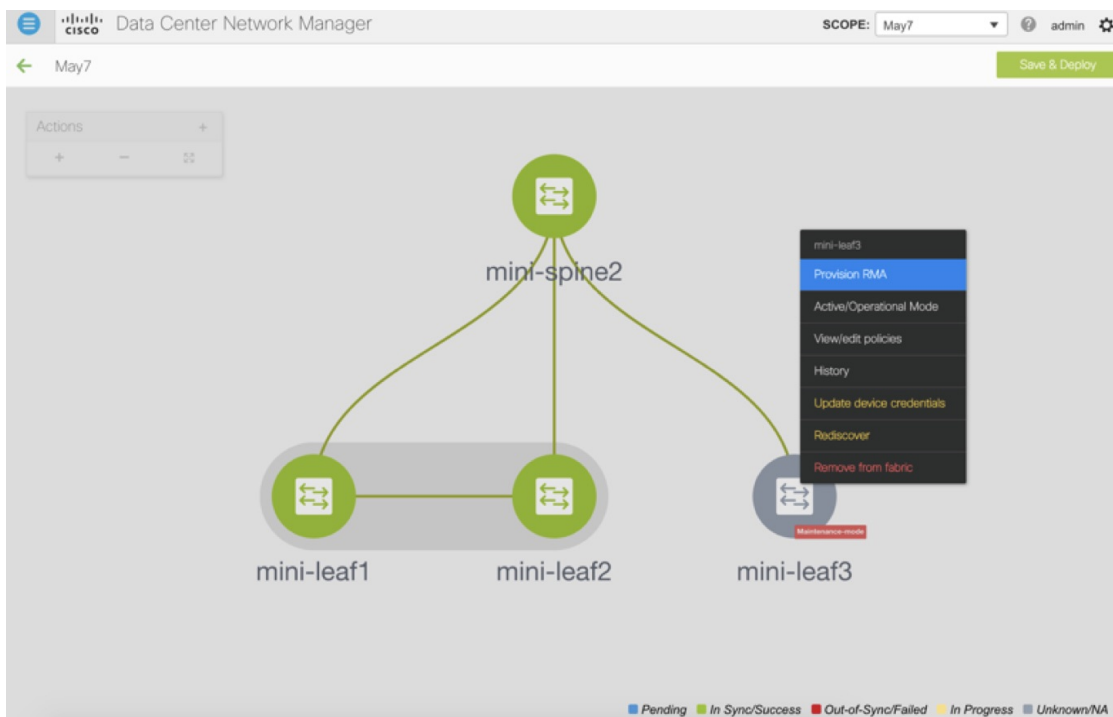 CISCO Data Center Network Manager SCOPE: May7 admin
May7 Save & Deploy
Actions
mini-spine2
mini-leaf3
Provision RMA
Active/Operational Mode
View/edit policies
History
Update device credentials
Rediscover
Remove from fabric
Maintenance-mode
mini-leaf1 mini-leaf2 mini-leaf3
Pending In Sync/Success Out-of-Sync/Failed In Progress Unknown/NA